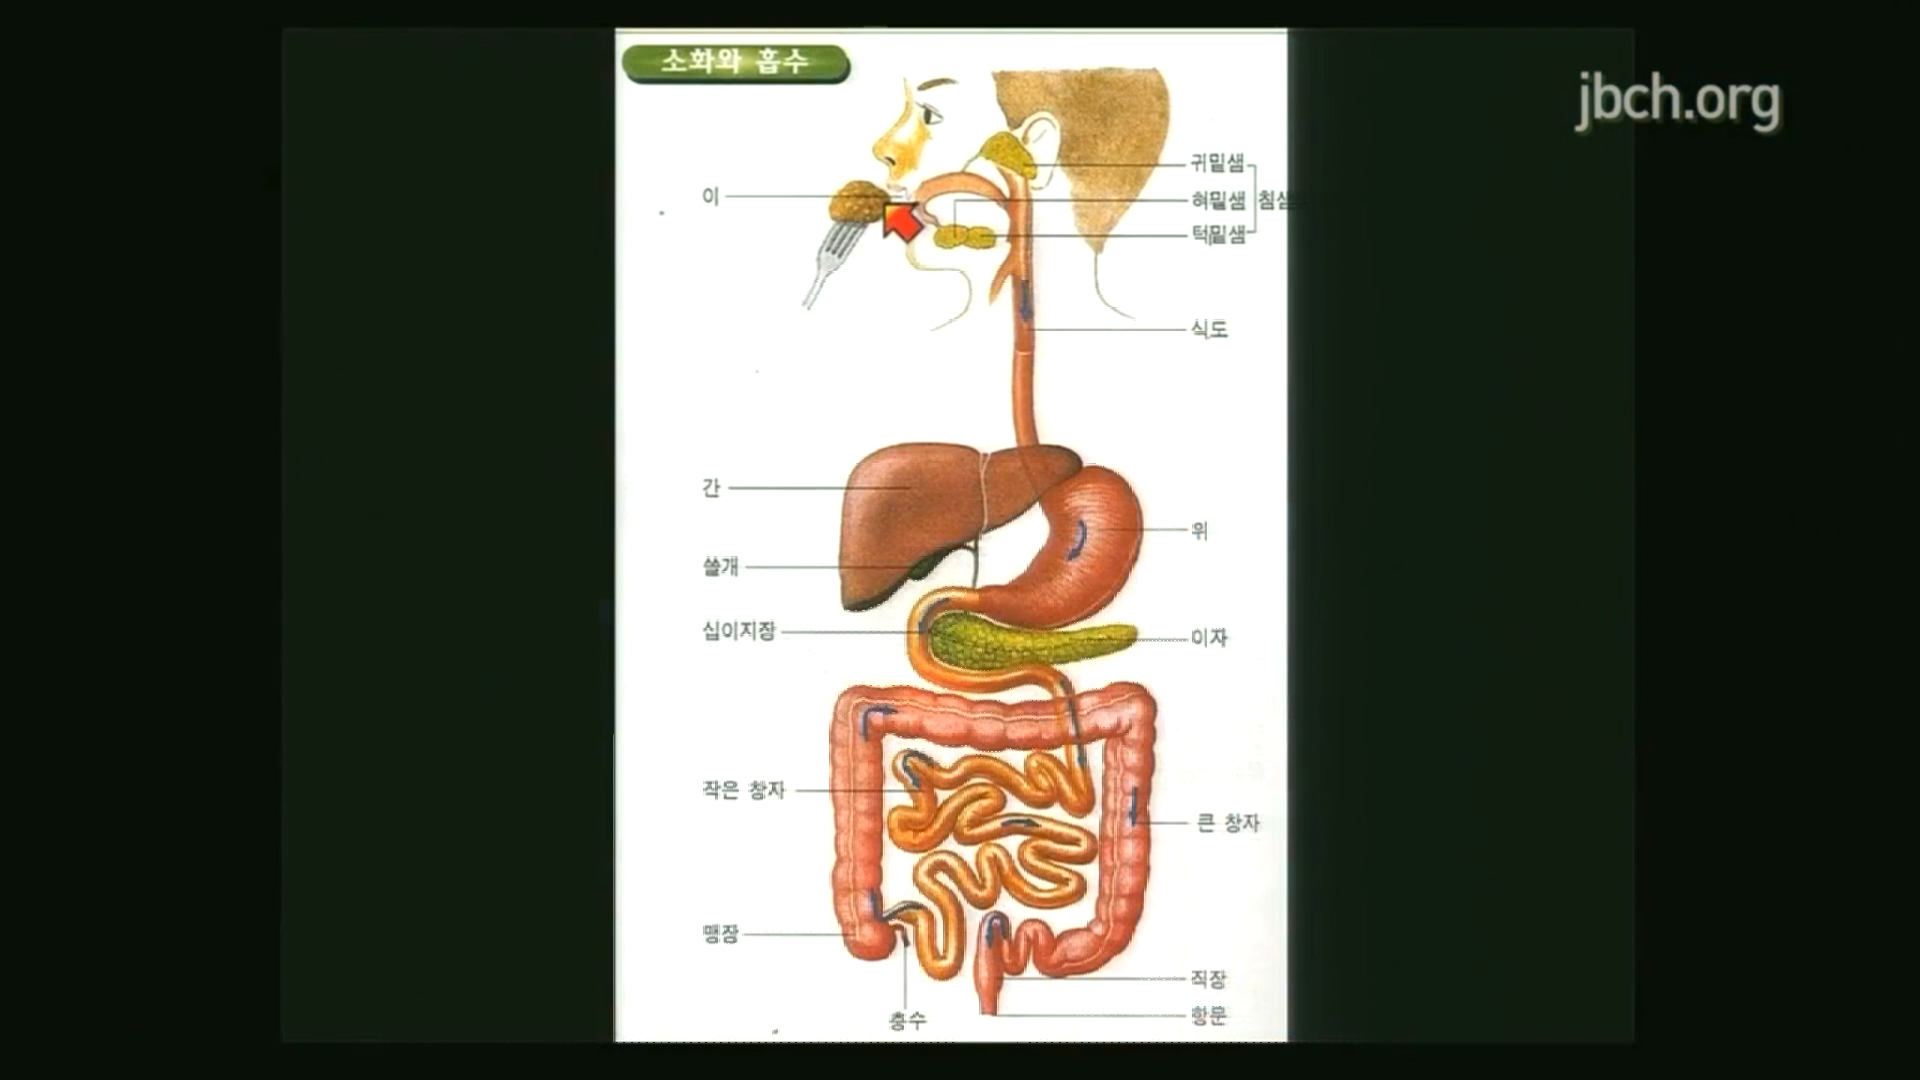 소화와 흡수
jbch.org
귀밑샘
이
혀밑샘
침샘
턱밑샘
식도
간
위
쓸개
십이지장
이자
작은 창자
큰 창자
맹장
직장
항문
충수